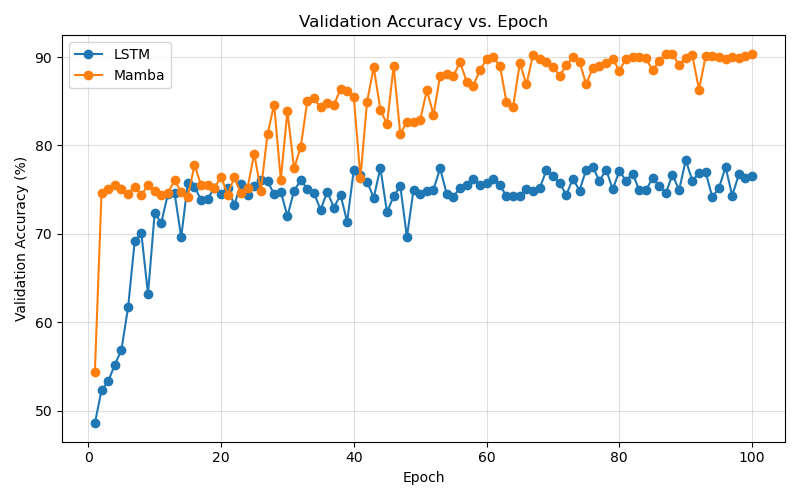 Validation Accuracy vs. Epoch
LSTM
Mamba
Validation Accuracy (%)
90
80
70
60
50
0 20 40 60 80 100
Epoch